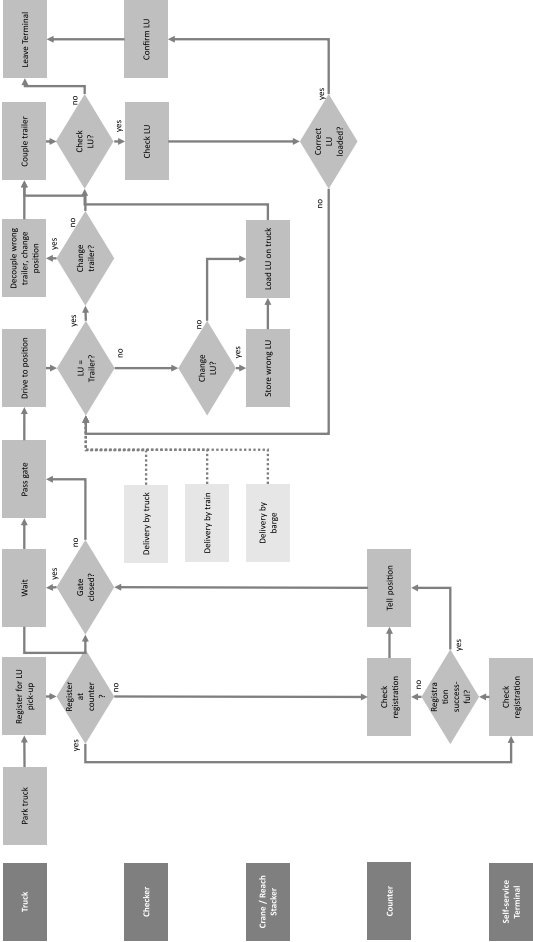 Truck
Park truck
Register for LU
pick-up
Wait
Pass gate
Drive to position
Decouple wrong
trailer, change
position
Couple trailer
Leave Terminal
Register
at
counter
?
yes
no
Gate
closed?
yes
no
LU =
Trailer?
yes
no
Change
trailer?
yes
no
Check
LU?
no
yes
Checker
Delivery by truck
Check LU
Confirm LU
Delivery by train
Change
LU?
no
yes
Crane / Reach
Stacker
Delivery by
barge
Store wrong LU
Load LU on truck
Correct
LU
loaded?
yes
no
Counter
Check
registration
Tell position
Registra
tion
success-
ful?
no
yes
Self-service
Terminal
Check
registration